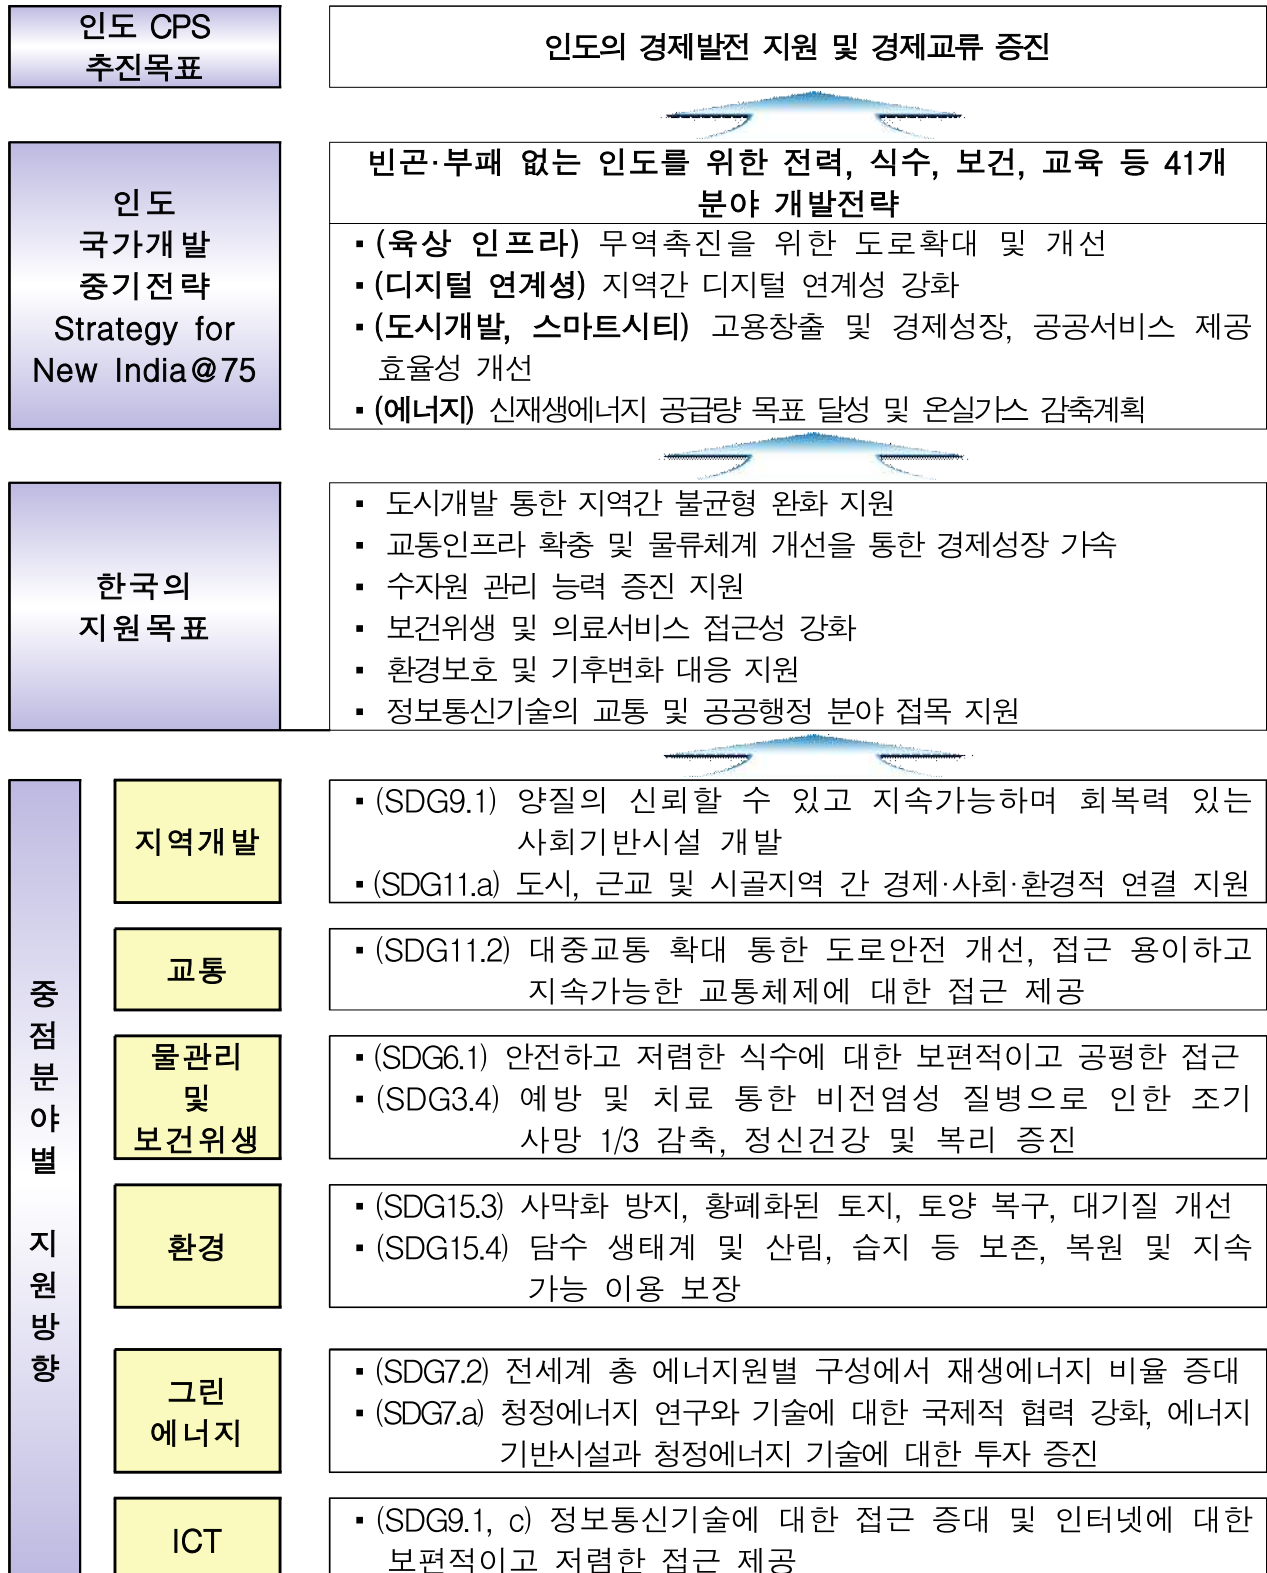 인도 CPS
추진목표
인도의 경제발전 지원 및 경제교류 증진
인도
국가개발
중기전략
Strategy for
New India@75
빈곤·부패 없는 인도를 위한 전력, 식수, 보건, 교육 등 41개
분야 개발전략
▪ (육상 인프라) 무역촉진을 위한 도로확대 및 개선
▪ (디지털 연계성) 지역간 디지털 연계성 강화
▪ (도시개발, 스마트시티) 고용창출 및 경제성장, 공공서비스 제공
효율성 개선
▪ (에너지) 신재생에너지 공급량 목표 달성 및 온실가스 감축계획
한국의
지원목표
▪ 도시개발 통한 지역간 불균형 완화 지원
▪ 교통인프라 확충 및 물류체계 개선을 통한 경제성장 가속
▪ 수자원 관리 능력 증진 지원
▪ 보건위생 및 의료서비스 접근성 강화
▪ 환경보호 및 기후변화 대응 지원
▪ 정보통신기술의 교통 및 공공행정 분야 접목 지원
중점분야별 지원방향
지역개발
▪ (SDG9.1) 양질의 신뢰할 수 있고 지속가능하며 회복력 있는
사회기반시설 개발
▪ (SDG11.a) 도시, 근교 및 시골지역 간 경제·사회·환경적 연결 지원
교통
▪ (SDG11.2) 대중교통 확대 통한 도로안전 개선, 접근 용이하고
지속가능한 교통체제에 대한 접근 제공
물관리
및
보건위생
▪ (SDG6.1) 안전하고 저렴한 식수에 대한 보편적이고 공평한 접근
▪ (SDG3.4) 예방 및 치료 통한 비전염성 질병으로 인한 조기
사망 1/3 감축, 정신건강 및 복리 증진
환경
▪ (SDG15.3) 사막화 방지, 황폐화된 토지, 토양 복구, 대기질 개선
▪ (SDG15.4) 담수 생태계 및 산림, 습지 등 보존, 복원 및 지속
가능 이용 보장
그린
에너지
▪ (SDG7.2) 전세계 총 에너지원별 구성에서 재생에너지 비율 증대
▪ (SDG7.a) 청정에너지 연구와 기술에 대한 국제적 협력 강화, 에너지
기반시설과 청정에너지 기술에 대한 투자 증진
ICT
▪ (SDG9.1, c) 정보통신기술에 대한 접근 증대 및 인터넷에 대한
보편적이고 저렴한 접근 제공